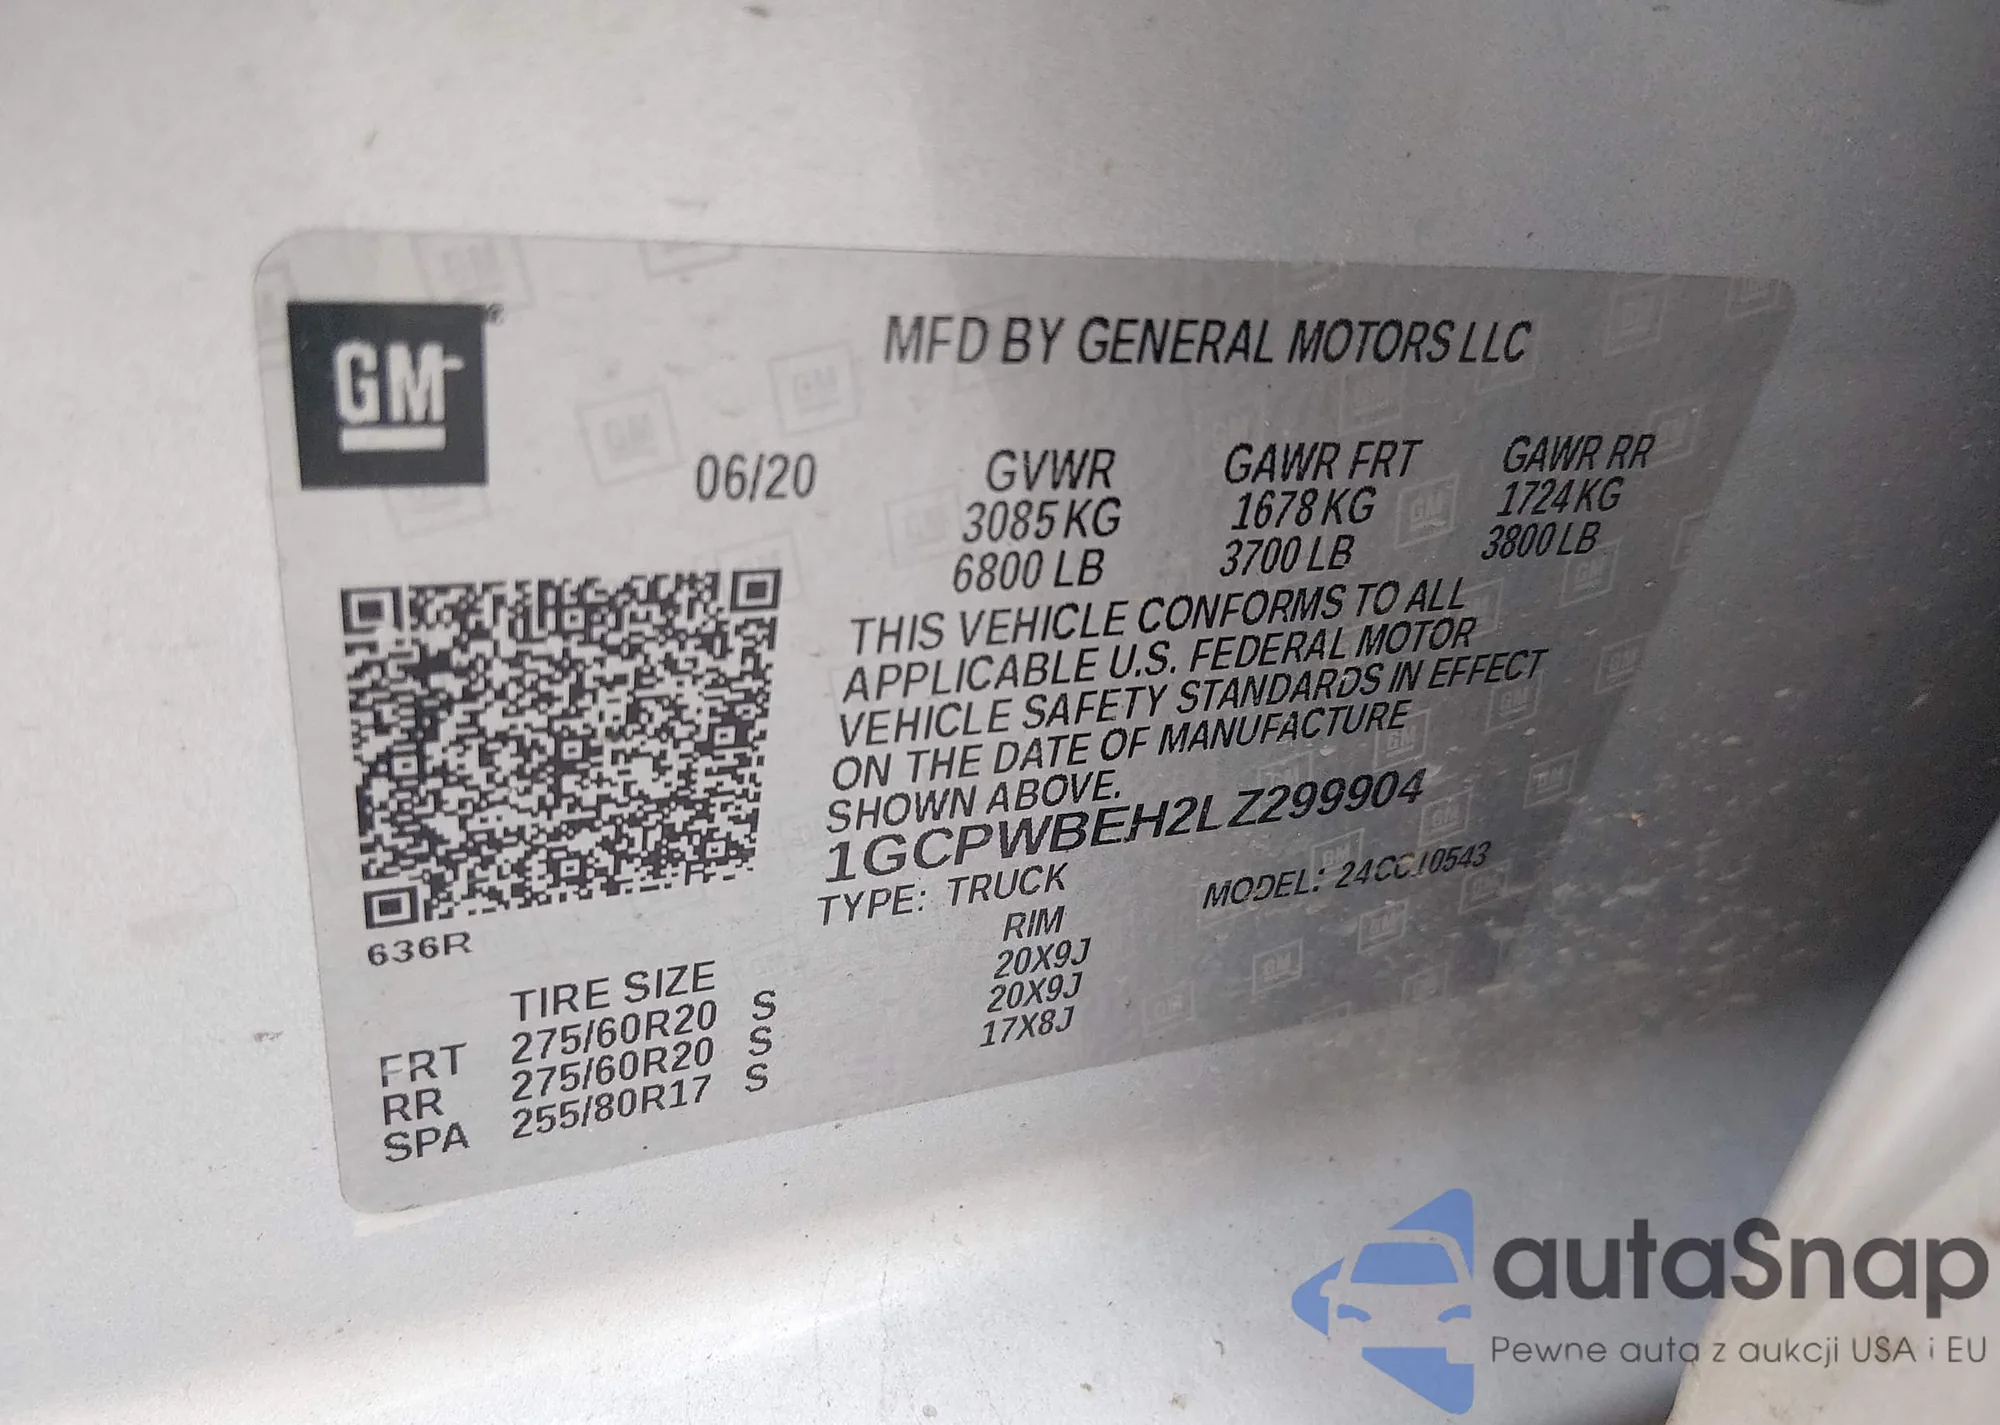 GM
MFD BY GENERAL MOTORS LLC
06/20 GVWR GAWR FRT GAWR RR
3085 KG 1678 KG 1724 KG
6800 LB 3700 LB 3800 LB
THIS VEHICLE CONFORMS TO ALL
APPLICABLE U.S. FEDERAL MOTOR
VEHICLE SAFETY STANDARDS IN EFFECT
ON THE DATE OF MANUFACTURE
SHOWN ABOVE.
1GCPWBEH2LZ299904
TYPE: TRUCK MODEL: 24CC10543
636R
TIRE SIZE RIM
FRT 275/60R20 S 20X9J
RR 275/60R20 S 20X9J
SPA 255/80R17 S 17X8J
autaSnap
Pewne auta z aukcji USA i EU